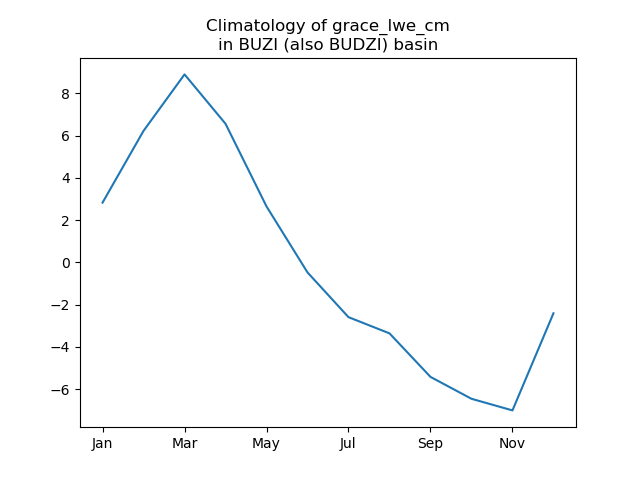 Climatology of grace_lwe_cm
in BUZI (also BUDZI) basin
8
6
4
2
0
−2
−4
−6
Jan Mar May Jul Sep Nov